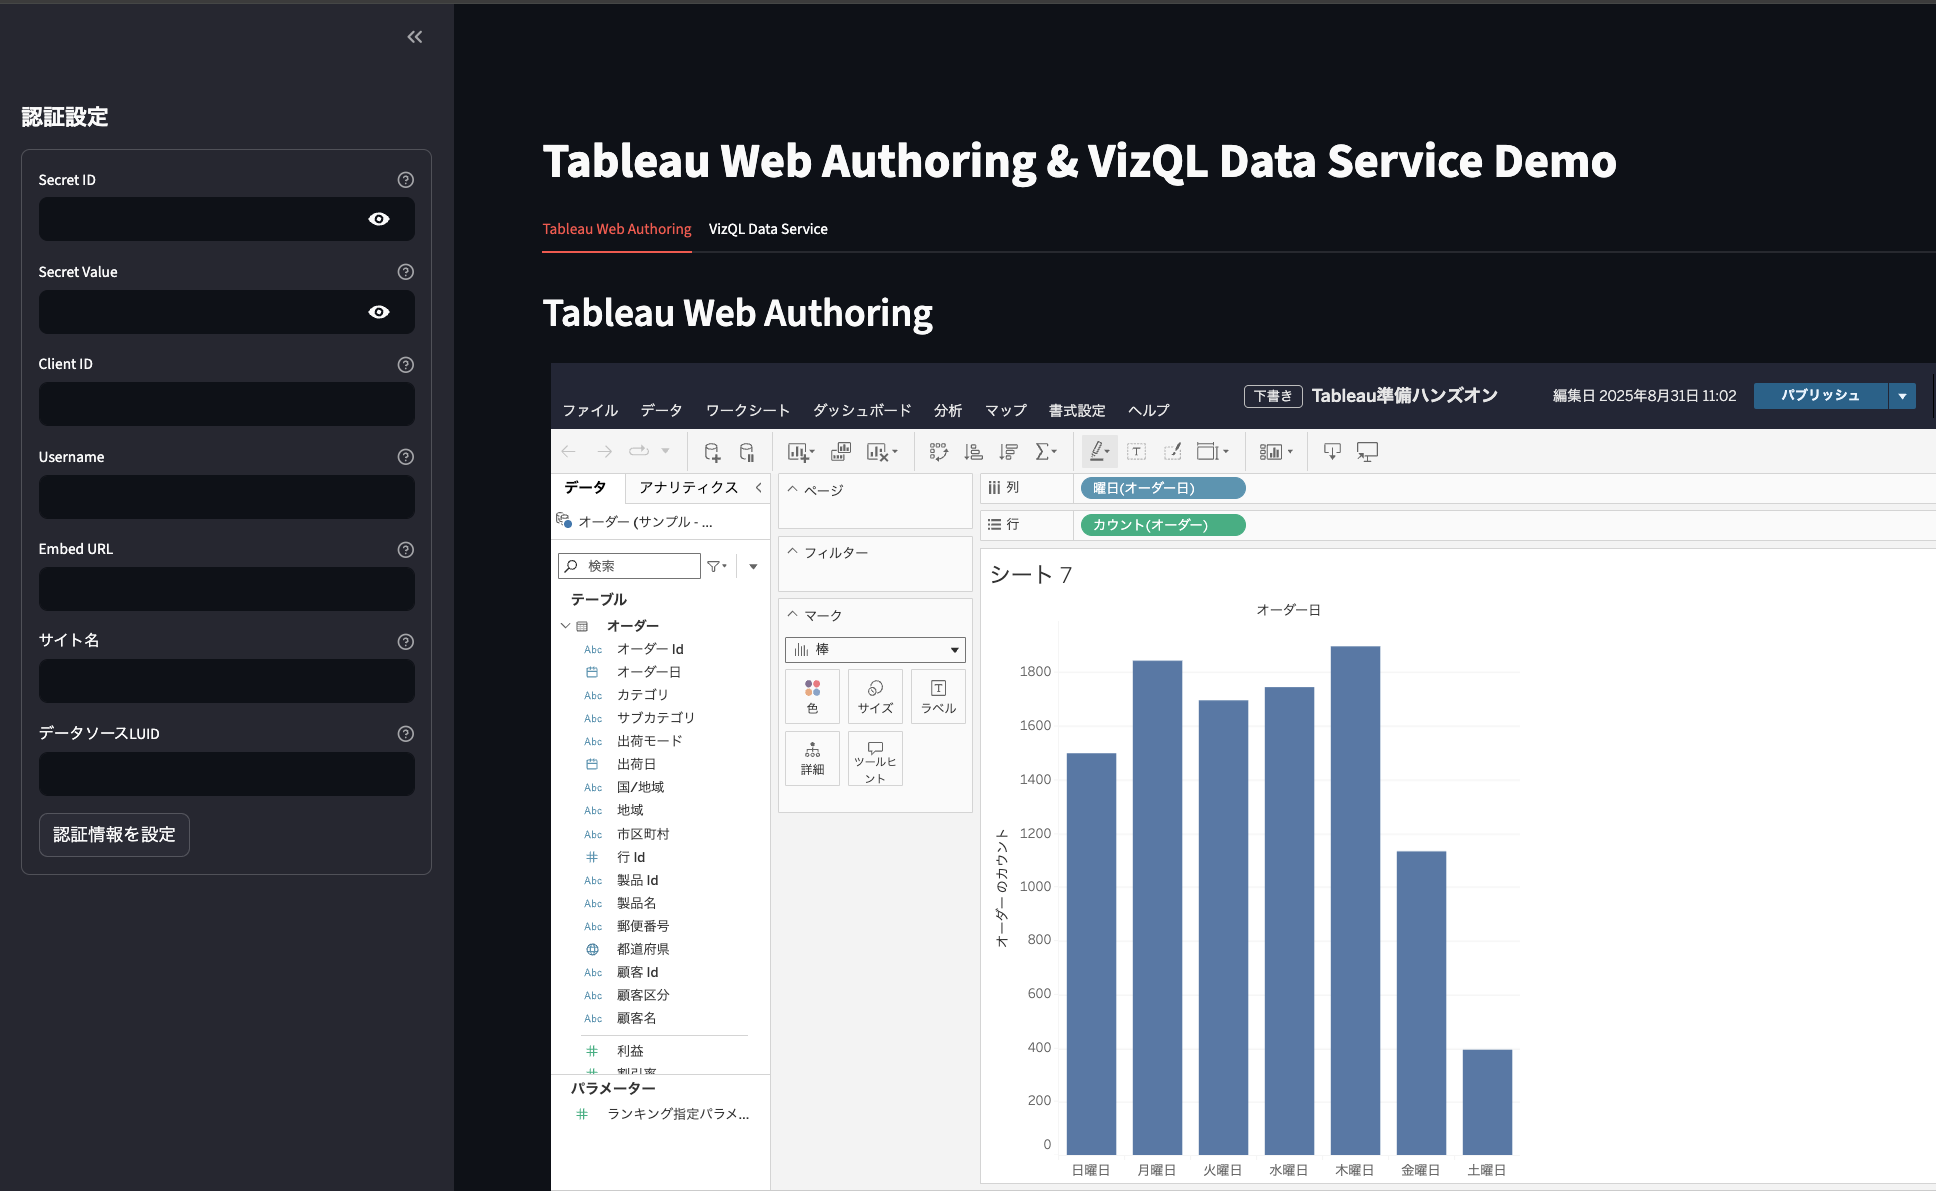 認証設定
Secret ID
Secret Value
Client ID
Username
Embed URL
サイト名
データソースLUID
認証情報を設定
Tableau Web Authoring & VizQL Data Service Demo
Tableau Web Authoring VizQL Data Service
Tableau Web Authoring
ファイル データ ワークシート ダッシュボード 分析 マップ 書式設定 ヘルプ
下書き Tableau準備ハンズオン 編集日 2025年8月31日 11:02 パブリッシュ
データ アナリティクス
オーダー (サンプル - ...
検索
テーブル
オーダー
Abc オーダー Id
オーダー日
Abc カテゴリ
Abc サブカテゴリ
Abc 出荷モード
出荷日
Abc 国/地域
Abc 地域
Abc 市区町村
行 Id
Abc 製品 Id
Abc 製品名
Abc 郵便番号
都道府県
Abc 顧客 Id
Abc 顧客区分
Abc 顧客名
利益
割引率
パラメーター
ランキング指定パラメ...
ページ
フィルター
マーク
棒
色 サイズ ラベル
詳細 ツールヒント
列 曜日(オーダー日)
行 カウント(オーダー)
シート 7
オーダー日
オーダー のカウント
1800
1600
1400
1200
1000
800
600
400
200
0
日曜日 月曜日 火曜日 水曜日 木曜日 金曜日 土曜日